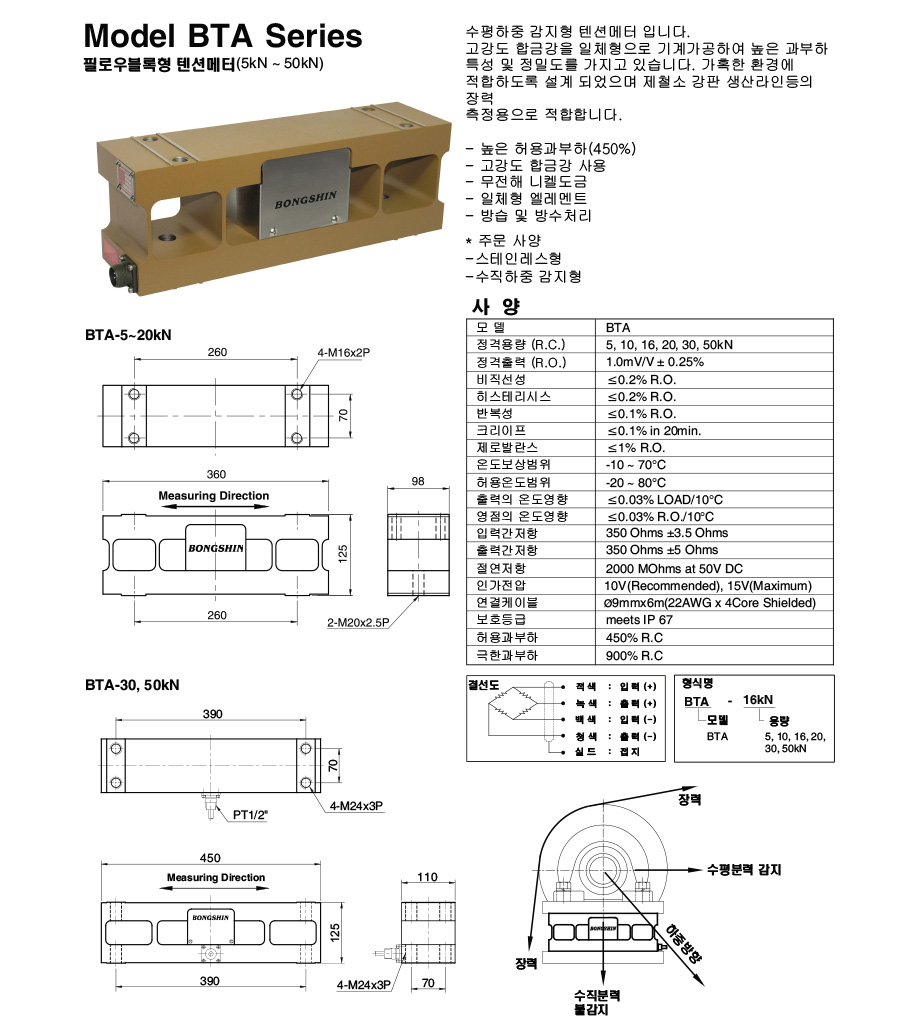 Model BTA Series
필로우블록형 텐션메터(5kN ~ 50kN)
수평하중 감지형 텐션메터 입니다.
고강도 합금강을 일체형으로 기계가공하여 높은 과부하
특성 및 정밀도를 가지고 있습니다. 가혹한 환경에
적합하도록 설계 되었으며 제철소 강판 생산라인등의
장력
측정용으로 적합합니다.
- 높은 허용과부하(450%)
- 고강도 합금강 사용
- 무전해 니켈도금
- 일체형 엘레멘트
- 방습 및 방수처리
* 주문 사양
-스테인레스형
-수직하중 감지형
BONGSHIN
사 양
모 델 BTA
정격용량 (R.C.) 5, 10, 16, 20, 30, 50kN
정격출력 (R.O.) 1.0mV/V ± 0.25%
비직선성 ≤0.2% R.O.
히스테리시스 ≤0.2% R.O.
반복성 ≤0.1% R.O.
크리이프 ≤0.1% in 20min.
제로발란스 ≤1% R.O.
온도보상범위 -10 ~ 70°C
허용온도범위 -20 ~ 80°C
출력의 온도영향 ≤0.03% LOAD/10°C
영점의 온도영향 ≤0.03% R.O./10°C
입력간저항 350 Ohms ±3.5 Ohms
출력간저항 350 Ohms ±5 Ohms
절연저항 2000 MOhms at 50V DC
인가전압 10V(Recommended), 15V(Maximum)
연결케이블 ø9mmx6m(22AWG x 4Core Shielded)
보호등급 meets IP 67
허용과부하 450% R.C
극한과부하 900% R.C
BTA-5~20kN
260
4-M16x2P
70
360
98
Measuring Direction
BONGSHIN
125
260
2-M20x2.5P
BTA-30, 50kN
390
70
4-M24x3P
PT1/2"
450
110
Measuring Direction
BONGSHIN
125
390
4-M24x3P
70
결선도
적색 : 입력 (+)
녹색 : 출력 (+)
백색 : 입력 (-)
청색 : 출력 (-)
실드 : 접지
형식명
BTA - 16kN
모델 용량
BTA 5, 10, 16, 20,
30, 50kN
장력
수평분력 감지
BONGSHIN
하중방향
장력
수직분력
불감지